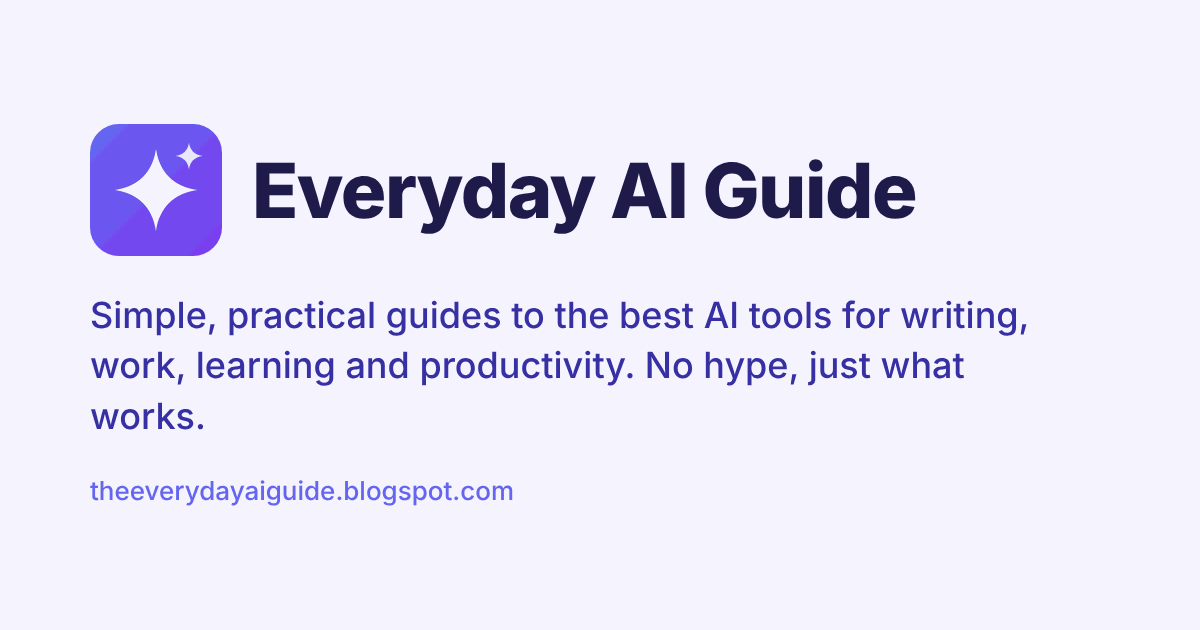 Everyday AI Guide
Simple, practical guides to the best AI tools for writing,
work, learning and productivity. No hype, just what
works.
theeverydayaiguide.blogspot.com